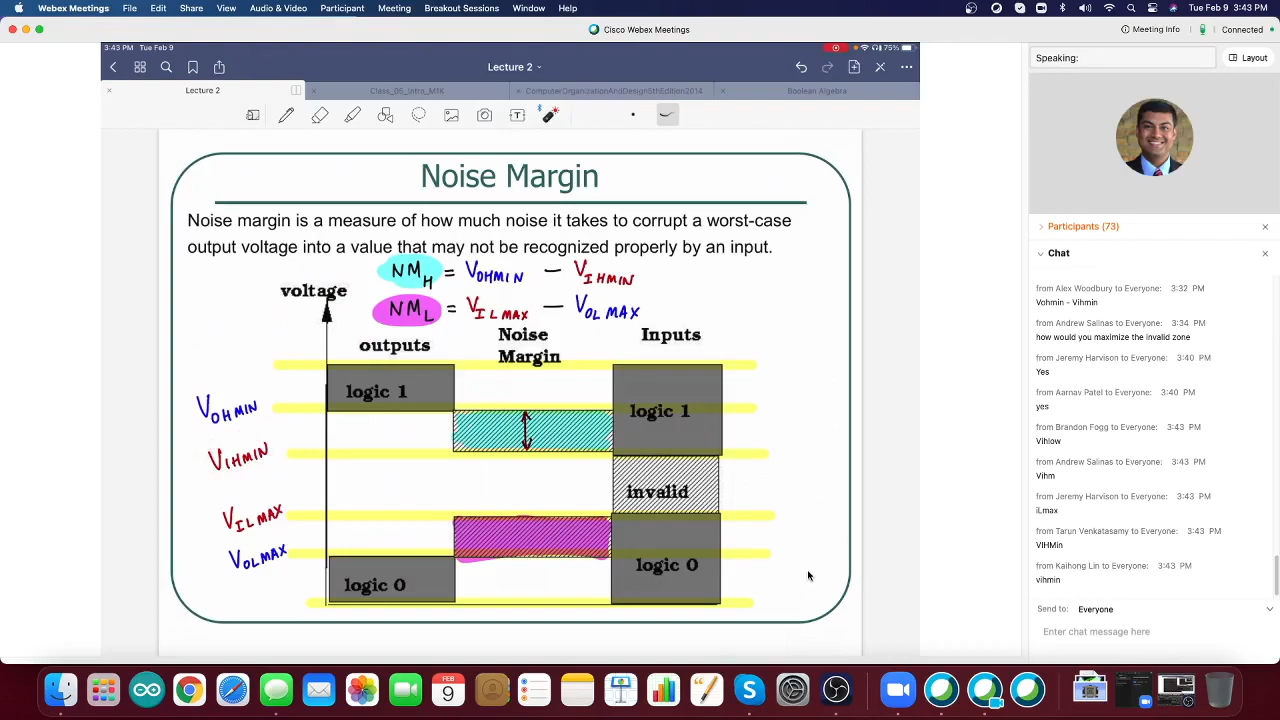 Webex Meetings File Edit Share View Audio & Video Participant Meeting Breakout Sessions Window Help Tue Feb 9 3:43 PM
Cisco Webex Meetings
Meeting Info Connected
3:43 PM Tue Feb 9 75%
Lecture 2
Lecture 2 Class_05_Intro_MTK ComputerOrganizationAndDesign5thEdition2014 Boolean Algebra
Noise Margin
Noise margin is a measure of how much noise it takes to corrupt a worst-case
output voltage into a value that may not be recognized properly by an input.
NMH = VOHMIN - VIHMIN
voltage
NML = VILMAX - VOLMAX
outputs
Noise
Margin
Inputs
logic 1
VOHMIN
logic 1
VIHMIN
invalid
VILMAX
VOLMAX
logic 0
logic 0
Speaking:
Layout
Participants (73)
Chat
from Alex Woodbury to Everyone: 3:32 PM
Vohmin - Vihmin
from Andrew Salinas to Everyone: 3:34 PM
how would you maximize the invalid zone
from Jeremy Harvison to Everyone: 3:40 PM
Yes
from Aarnav Patel to Everyone: 3:40 PM
yes
from Brandon Fogg to Everyone: 3:43 PM
Vihlow
from Andrew Salinas to Everyone: 3:43 PM
Vihm
from Jeremy Harvison to Everyone: 3:43 PM
iLmax
from Tarun Venkatasamy to Everyone: 3:43 PM
VIHMin
from Kaihong Lin to Everyone: 3:43 PM
vihmin
Send to: Everyone
Enter chat message here
FEB
9